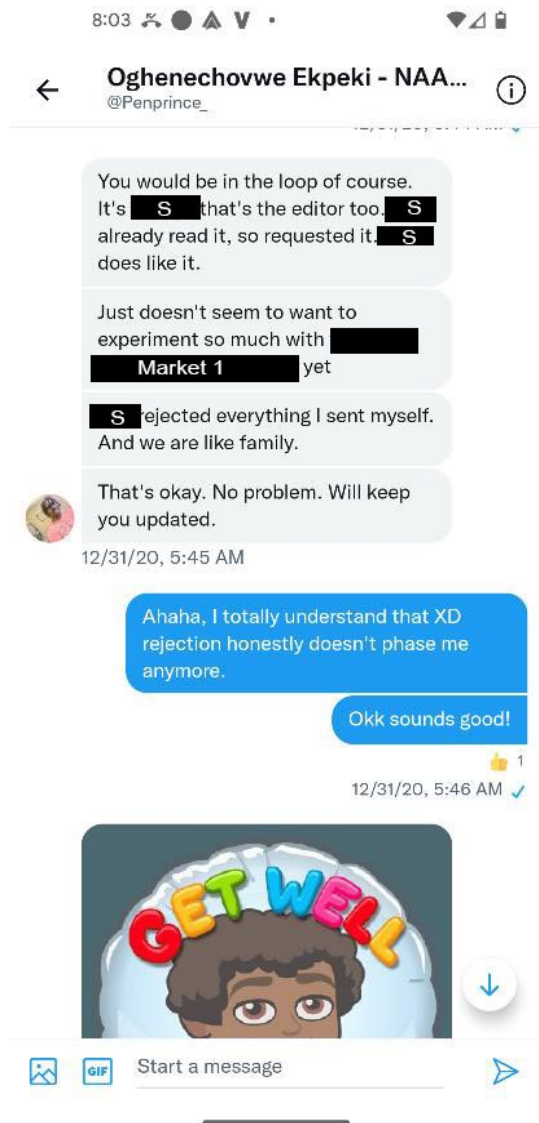 8:03
Oghenechovwe Ekpeki - NAA...
@Penprince_
You would be in the loop of course.
It's S that's the editor too. S
already read it, so requested it. S
does like it.
Just doesn't seem to want to
experiment so much with
Market 1 yet
S rejected everything I sent myself.
And we are like family.
That's okay. No problem. Will keep
you updated.
12/31/20, 5:45 AM
Ahaha, I totally understand that XD
rejection honestly doesn't phase me
anymore.
Okk sounds good!
1
12/31/20, 5:46 AM
GET WELL
GIF Start a message